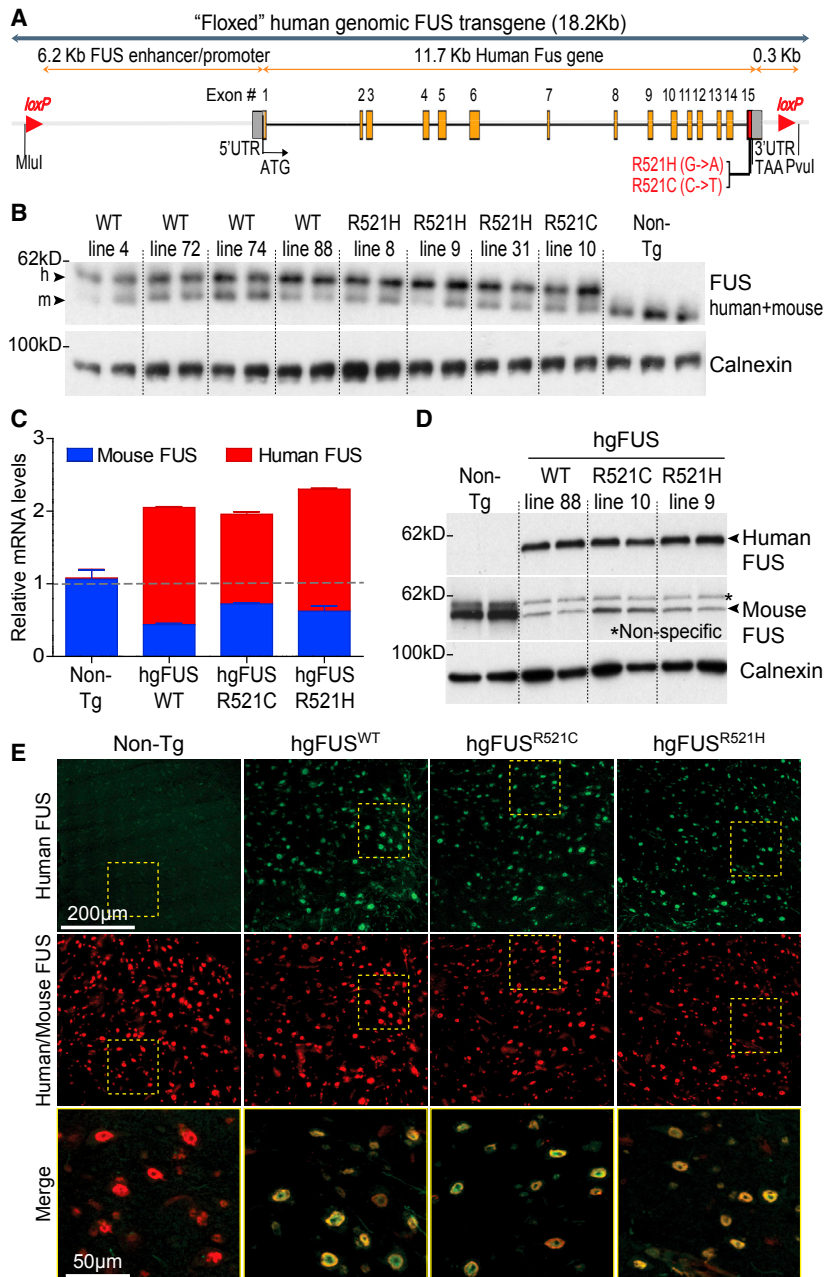 A
"Floxed" human genomic FUS transgene (18.2Kb)
6.2 Kb FUS enhancer/promoter 11.7 Kb Human Fus gene 0.3 Kb
loxP Exon # 1 2 3 4 5 6 7 8 9 10 11 12 13 14 15 loxP
MluI 5'UTR ATG 3'UTR
R521H (G->A) TAA PvuI
R521C (C->T)
B
WT WT WT WT R521H R521H R521H R521C Non-
line 4 line 72 line 74 line 88 line 8 line 9 line 31 line 10 Tg
62kD
h FUS
m human+mouse
100kD
Calnexin
C
Mouse FUS Human FUS
Relative mRNA levels
3
2
1
0
Non- hgFUS hgFUS hgFUS
Tg WT R521C R521H
D
hgFUS
Non- WT R521C R521H
Tg line 88 line 10 line 9
62kD Human
FUS
62kD *
Mouse
*Non-specific FUS
100kD
Calnexin
E
Non-Tg hgFUSWT hgFUSR521C hgFUSR521H
Human FUS
200µm
Human/Mouse FUS
Merge
50µm